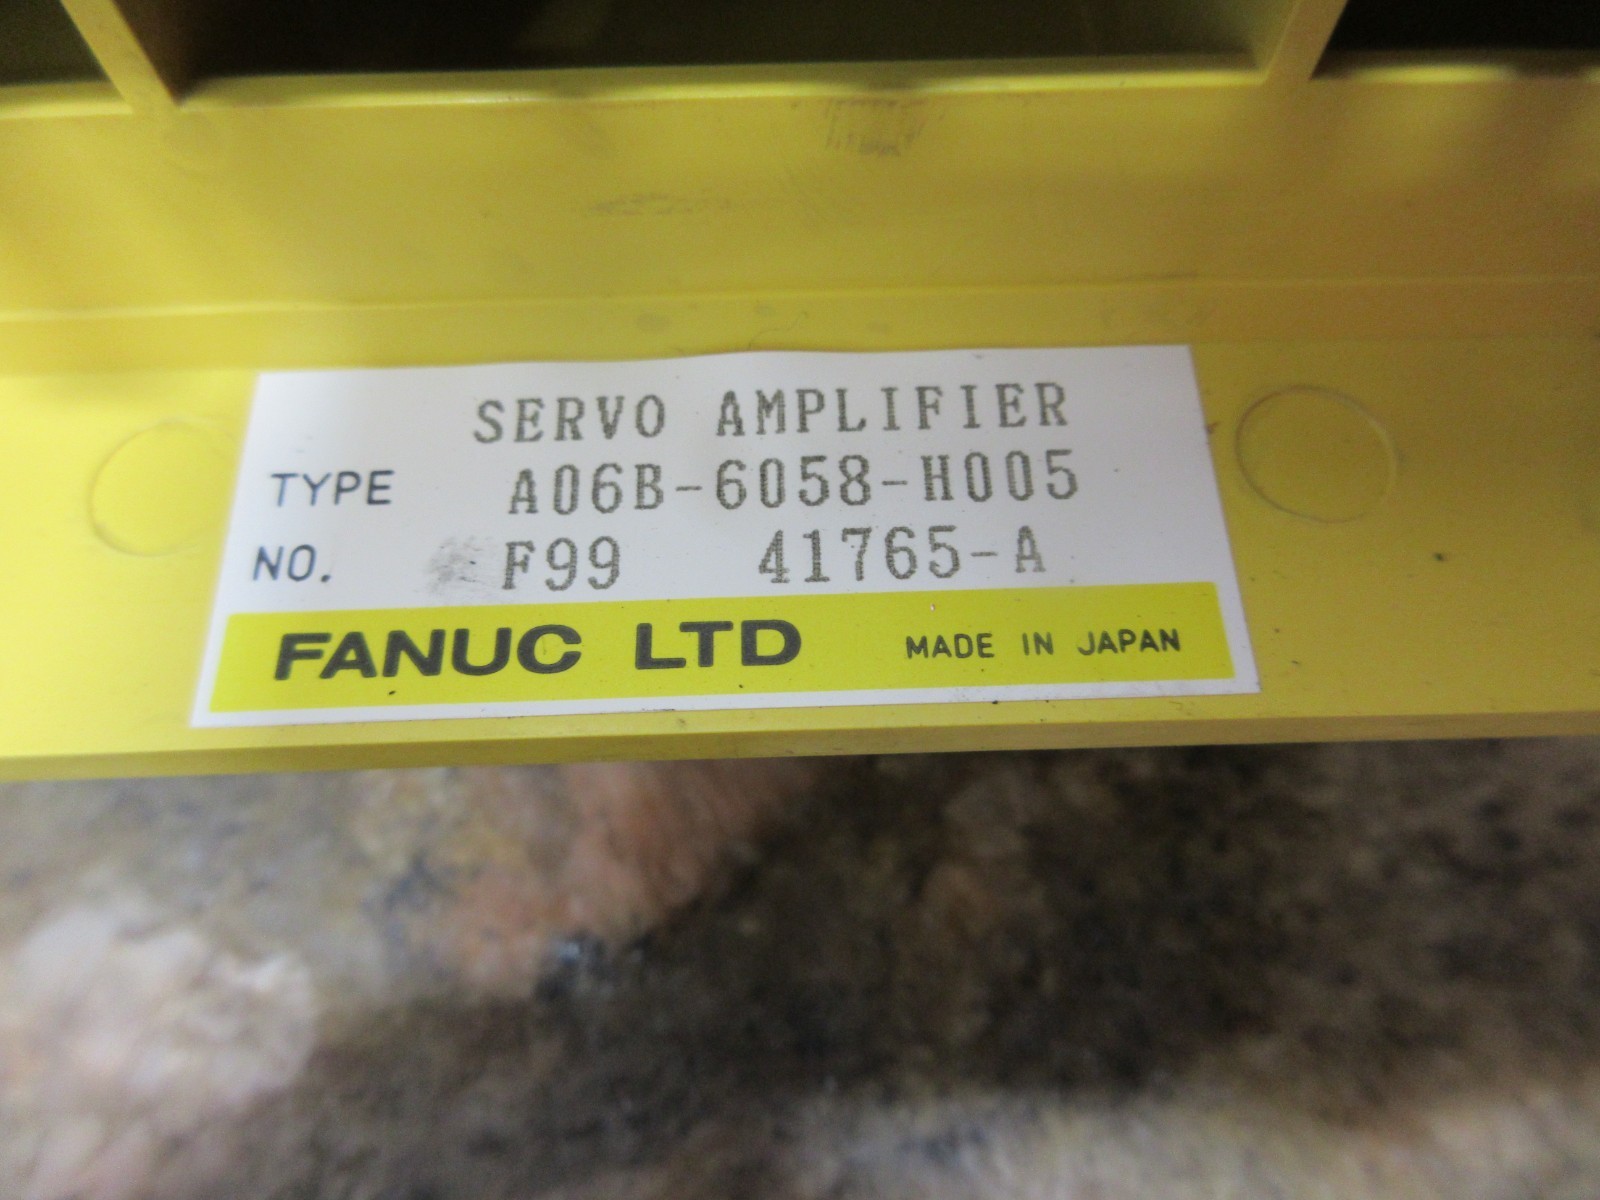 SERVO AMPLIFIER
TYPE A06B-6058-H005
NO. F99 41765-A
FANUC LTD MADE IN JAPAN